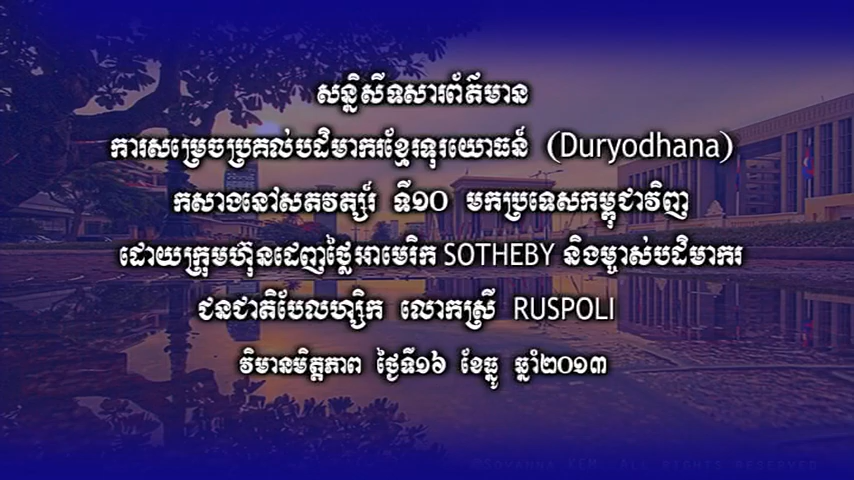 សន្និសីទសារព័ត៌មាន
ការសម្រេចប្រគល់បដិមាករខ្មែរទុរយោធន៍ (Duryodhana)
កសាងនៅសតវត្សរ៍ ទី១០ មកប្រទេសកម្ពុជាវិញ
ដោយក្រុមហ៊ុនដេញថ្លៃអាមេរិក SOTHEBY និងម្ចាស់បដិមាករ
ជនជាតិបែលហ្សិក លោកស្រី RUSPOLI
វិមានមិត្តភាព ថ្ងៃទី១៦ ខែធ្នូ ឆ្នាំ២០១៣
©SOVANNA KEM, ALL RIGHTS RESERVED